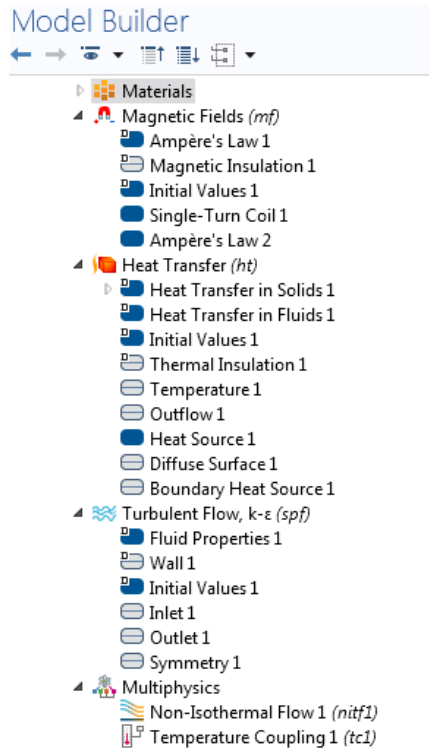 Model Builder
Materials
Magnetic Fields (mf)
Ampère's Law 1
Magnetic Insulation 1
Initial Values 1
Single-Turn Coil 1
Ampère's Law 2
Heat Transfer (ht)
Heat Transfer in Solids 1
Heat Transfer in Fluids 1
Initial Values 1
Thermal Insulation 1
Temperature 1
Outflow 1
Heat Source 1
Diffuse Surface 1
Boundary Heat Source 1
Turbulent Flow, k-ε (spf)
Fluid Properties 1
Wall 1
Initial Values 1
Inlet 1
Outlet 1
Symmetry 1
Multiphysics
Non-Isothermal Flow 1 (nitf1)
Temperature Coupling 1 (tc1)